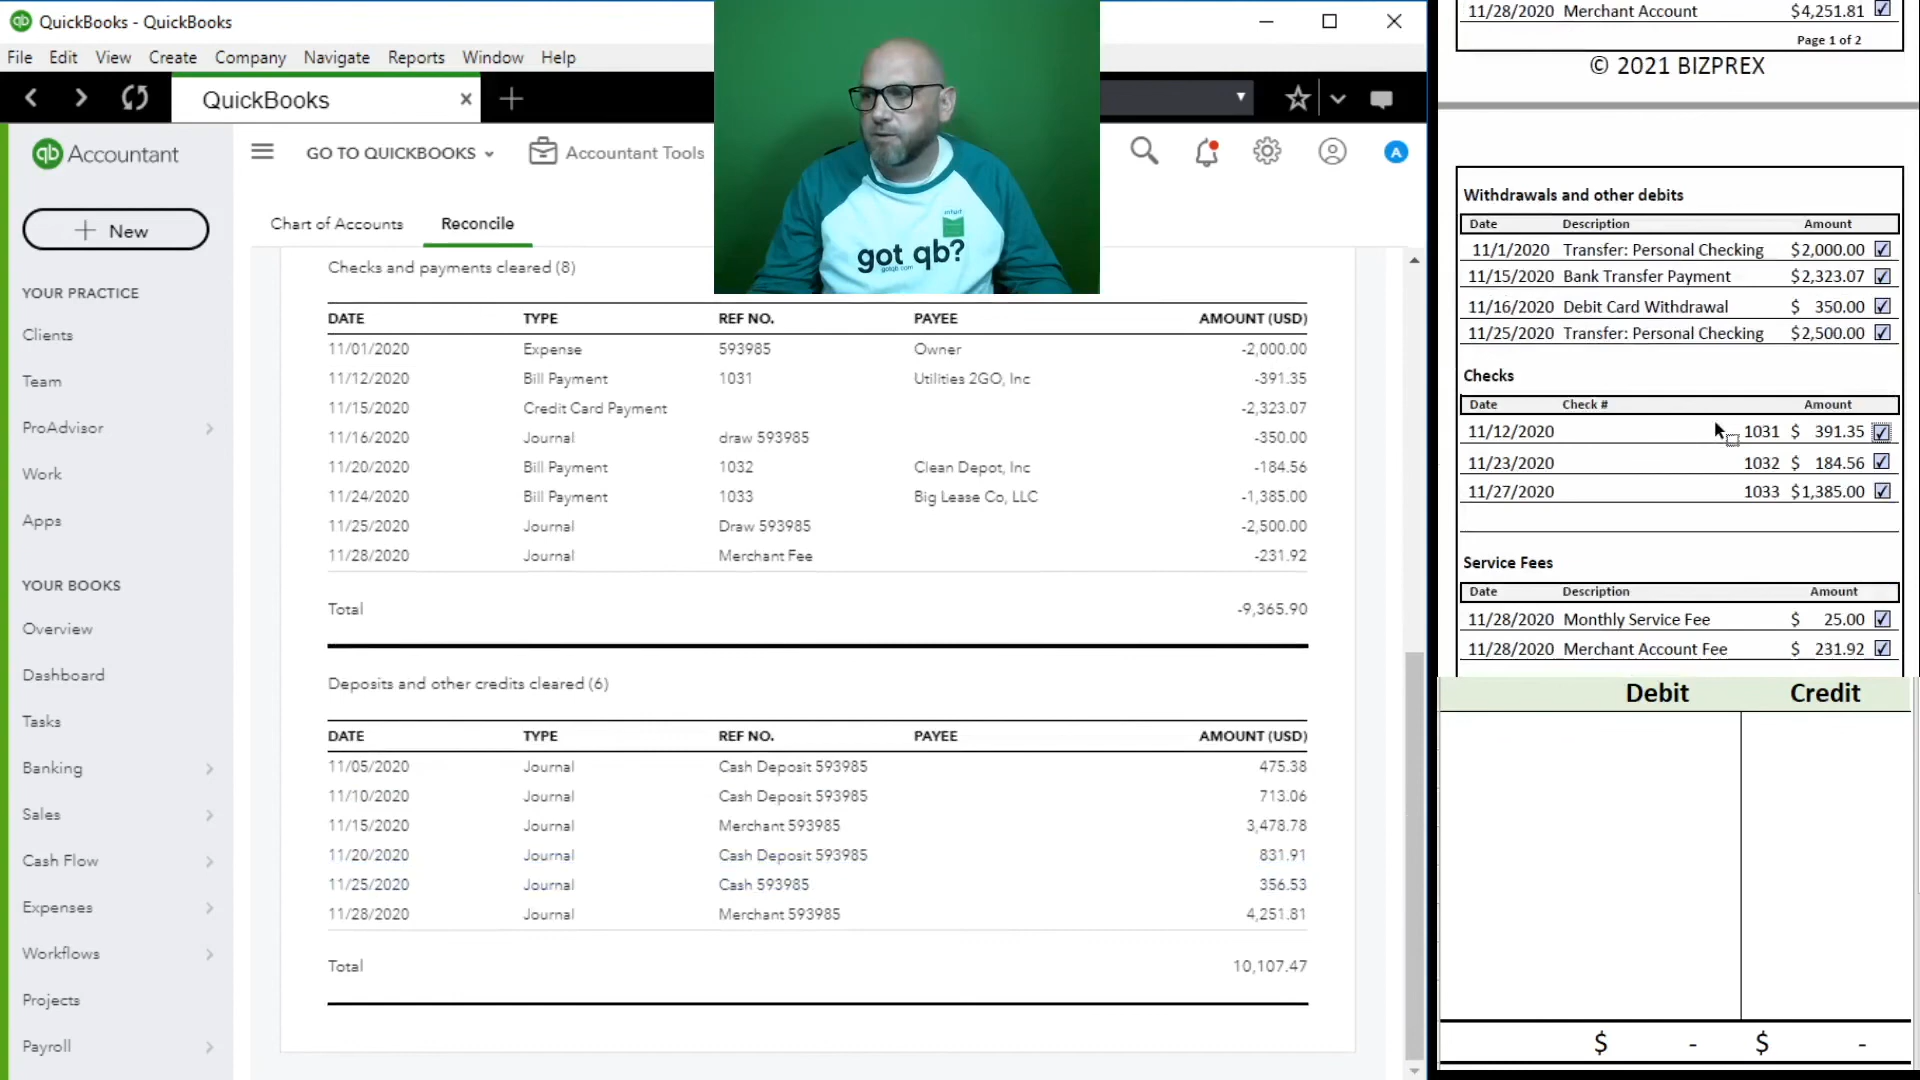 QuickBooks - QuickBooks
File Edit View Create Company Navigate Reports Window Help
QuickBooks
qb Accountant
GO TO QUICKBOOKS
Accountant Tools
A
New
Chart of Accounts
Reconcile
YOUR PRACTICE
Clients
Team
ProAdvisor
Work
Apps
YOUR BOOKS
Overview
Dashboard
Tasks
Banking
Sales
Cash Flow
Expenses
Workflows
Projects
Payroll
Checks and payments cleared (8)
DATE TYPE REF NO. PAYEE AMOUNT (USD)
11/01/2020 Expense 593985 Owner -2,000.00
11/12/2020 Bill Payment 1031 Utilities 2GO, Inc -391.35
11/15/2020 Credit Card Payment -2,323.07
11/16/2020 Journal draw 593985 -350.00
11/20/2020 Bill Payment 1032 Clean Depot, Inc -184.56
11/24/2020 Bill Payment 1033 Big Lease Co, LLC -1,385.00
11/25/2020 Journal Draw 593985 -2,500.00
11/28/2020 Journal Merchant Fee -231.92
Total -9,365.90
Deposits and other credits cleared (6)
DATE TYPE REF NO. PAYEE AMOUNT (USD)
11/05/2020 Journal Cash Deposit 593985 475.38
11/10/2020 Journal Cash Deposit 593985 713.06
11/15/2020 Journal Merchant 593985 3,478.78
11/20/2020 Journal Cash Deposit 593985 831.91
11/25/2020 Journal Cash 593985 356.53
11/28/2020 Journal Merchant 593985 4,251.81
Total 10,107.47
intuit
got qb?
gotqb.com
11/28/2020 Merchant Account $4,251.81
Page 1 of 2
© 2021 BIZPREX
Withdrawals and other debits
Date Description Amount
11/1/2020 Transfer: Personal Checking $2,000.00
11/15/2020 Bank Transfer Payment $2,323.07
11/16/2020 Debit Card Withdrawal $ 350.00
11/25/2020 Transfer: Personal Checking $2,500.00
Checks
Date Check # Amount
11/12/2020 1031 $ 391.35
11/23/2020 1032 $ 184.56
11/27/2020 1033 $1,385.00
Service Fees
Date Description Amount
11/28/2020 Monthly Service Fee $ 25.00
11/28/2020 Merchant Account Fee $ 231.92
Debit Credit
$ - $ -